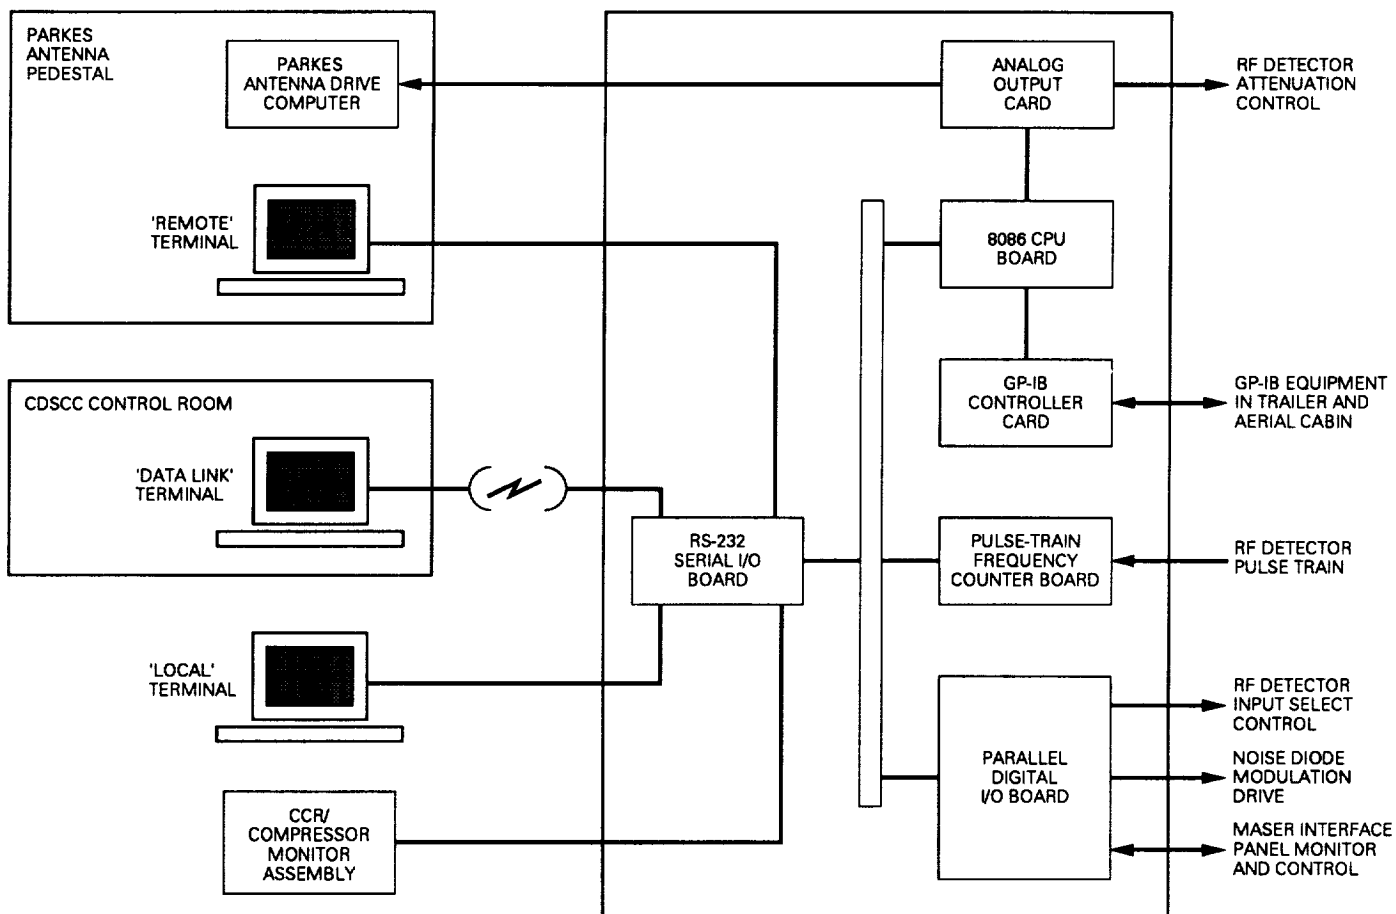 PARKES
ANTENNA
PEDESTAL
PARKES
ANTENNA DRIVE
COMPUTER
ANALOG
OUTPUT
CARD
RF DETECTOR
ATTENUATION
CONTROL
'REMOTE'
TERMINAL
8086 CPU
BOARD
CDSCC CONTROL ROOM
GP-IB
CONTROLLER
CARD
GP-IB EQUIPMENT
IN TRAILER AND
AERIAL CABIN
'DATA LINK'
TERMINAL
RS-232
SERIAL I/O
BOARD
PULSE-TRAIN
FREQUENCY
COUNTER BOARD
RF DETECTOR
PULSE TRAIN
'LOCAL'
TERMINAL
PARALLEL
DIGITAL
I/O BOARD
RF DETECTOR
INPUT SELECT
CONTROL
NOISE DIODE
MODULATION
DRIVE
CCR/
COMPRESSOR
MONITOR
ASSEMBLY
MASER INTERFACE
PANEL MONITOR
AND CONTROL